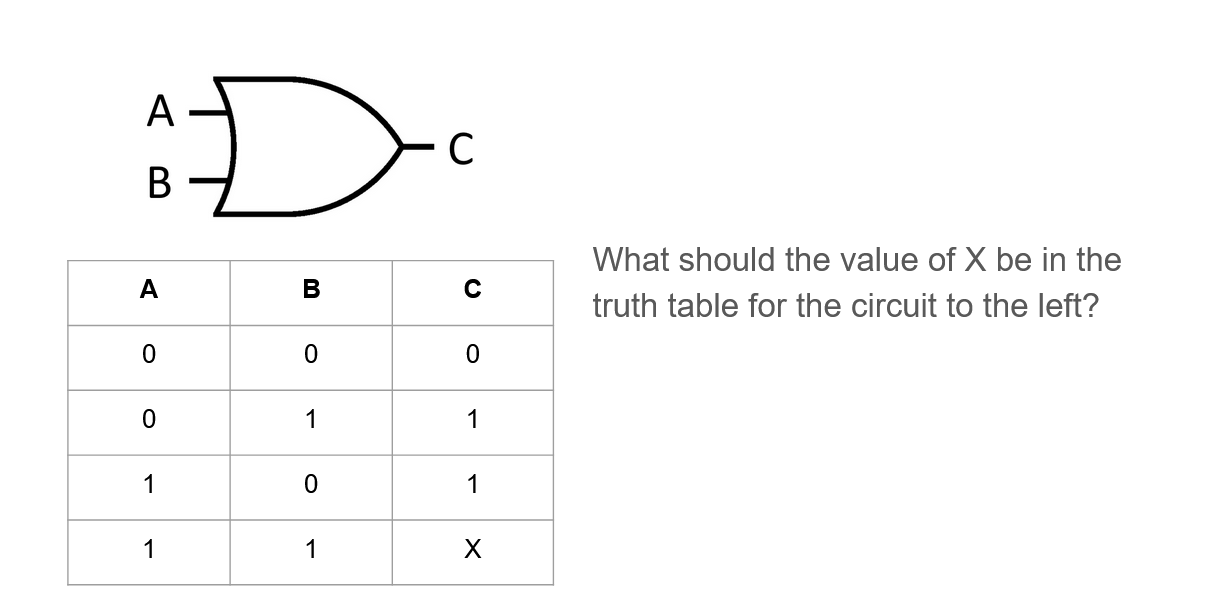 A
B
C
What should the value of X be in the
truth table for the circuit to the left?
A B C
0 0 0
0 1 1
1 0 1
1 1 X